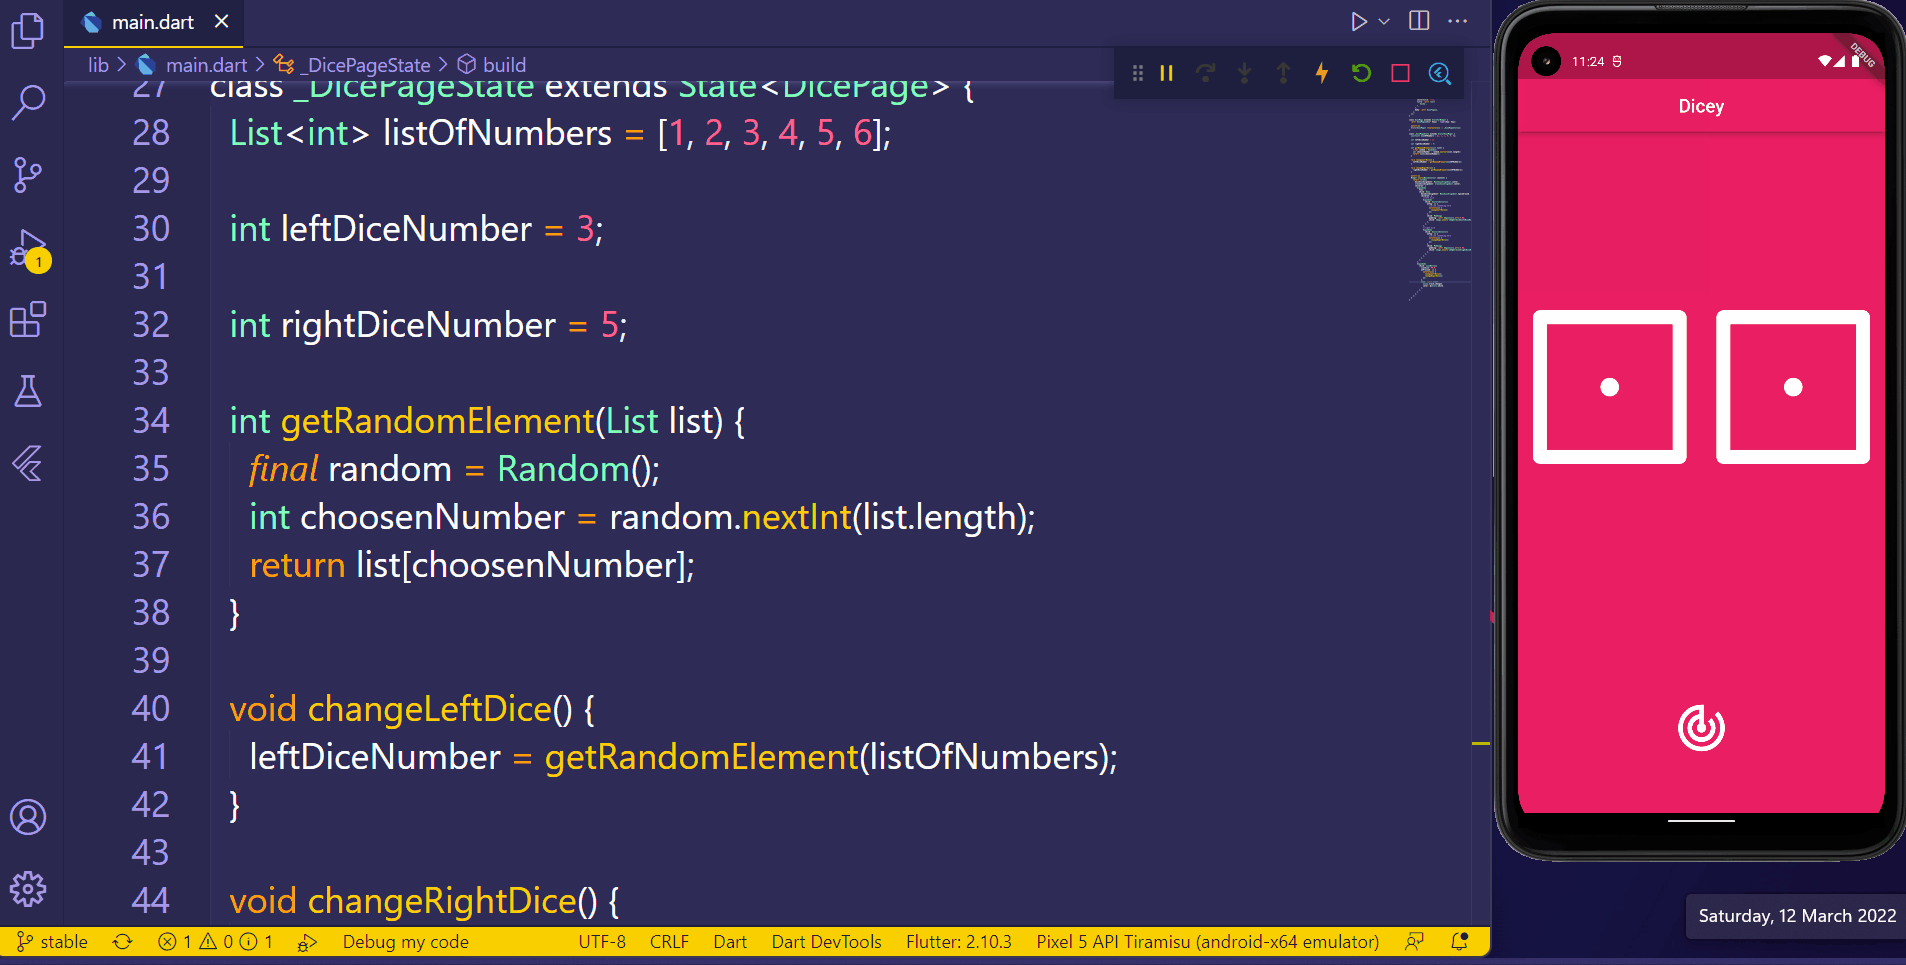 main.dart
lib > main.dart > _DicePageState > build
27 class _DicePageState extends State<DicePage> {
28 List<int> listOfNumbers = [1, 2, 3, 4, 5, 6];
29
30 int leftDiceNumber = 3;
31
32 int rightDiceNumber = 5;
33
34 int getRandomElement(List list) {
35 final random = Random();
36 int choosenNumber = random.nextInt(list.length);
37 return list[choosenNumber];
38 }
39
40 void changeLeftDice() {
41 leftDiceNumber = getRandomElement(listOfNumbers);
42 }
43
44 void changeRightDice() {
1
stable 1 0 1 Debug my code UTF-8 CRLF Dart Dart DevTools Flutter: 2.10.3 Pixel 5 API Tiramisu (android-x64 emulator)
11:24
DEBUG
Dicey
Saturday, 12 March 2022